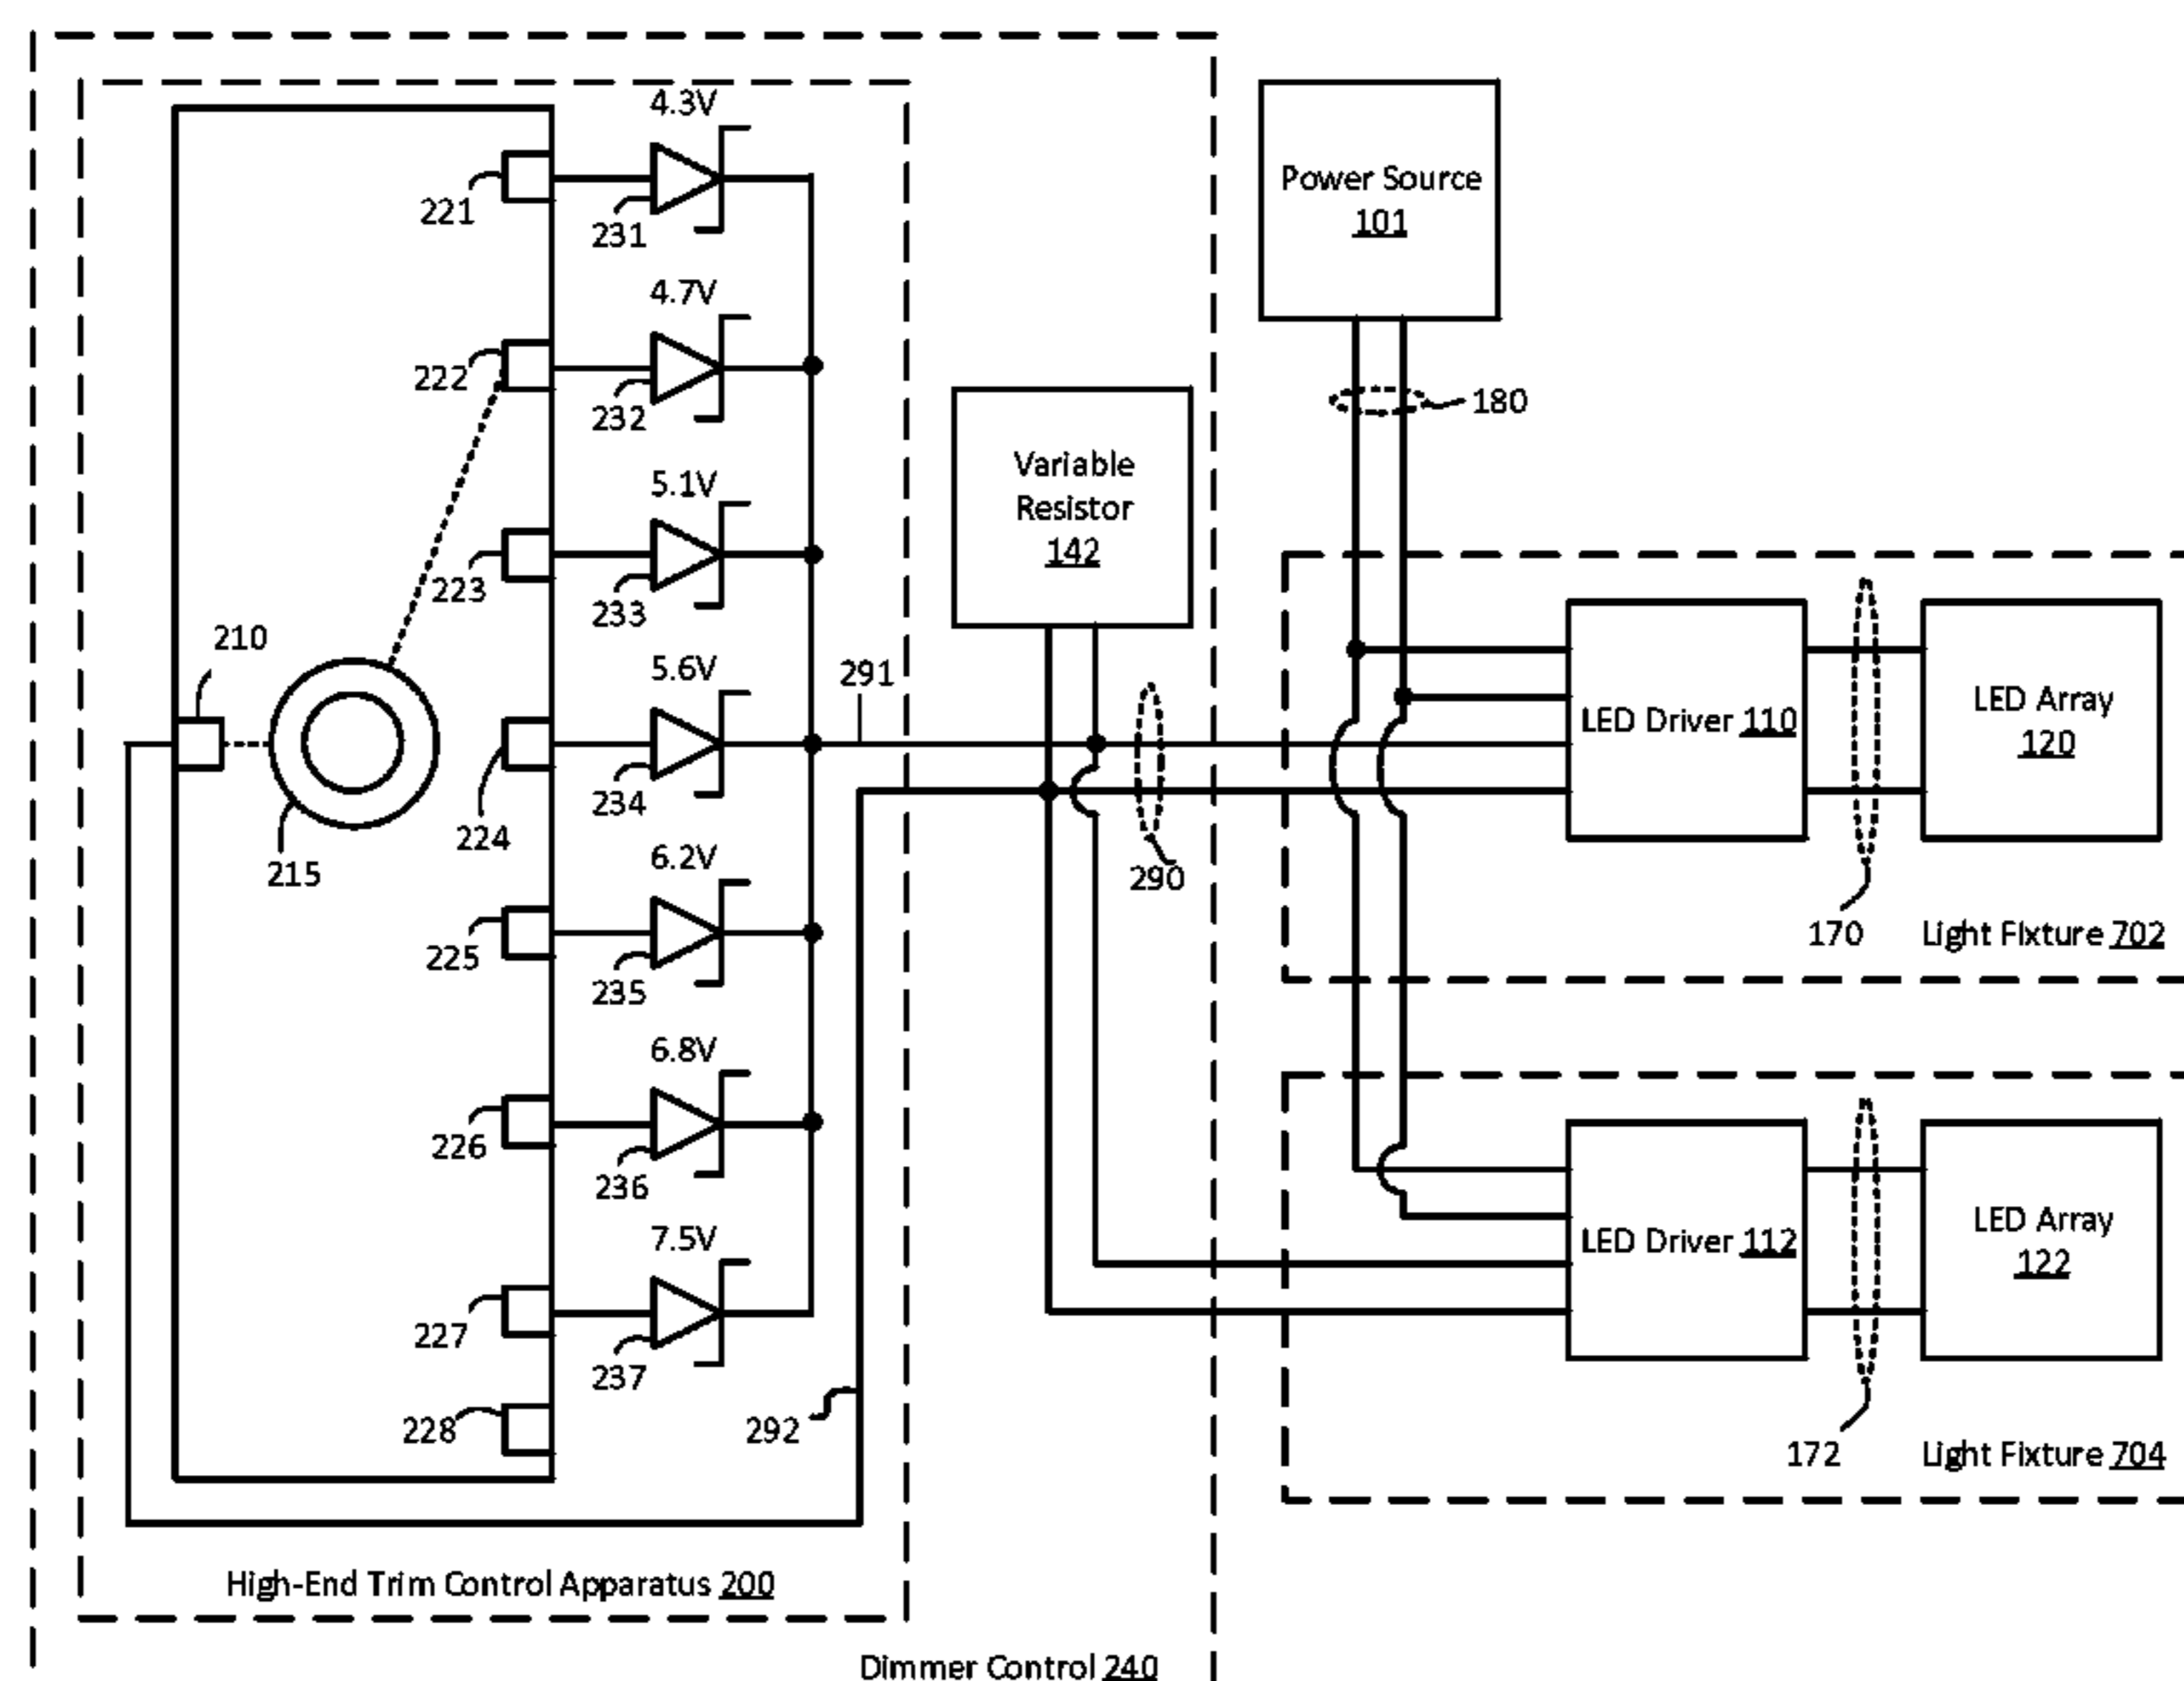 4.3V
221
231
4.7V
222
232
5.1V
223
233
210
5.6V
291
224
234
215
6.2V
225
235
6.8V
226
236
7.5V
227
237
228
292
High-End Trim Control Apparatus 200
Variable
Resistor
142
290
Dimmer Control 240
Power Source
101
180
LED Driver 110
LED Array
120
170
Light Fixture 702
LED Driver 112
LED Array
122
172
Light Fixture 704